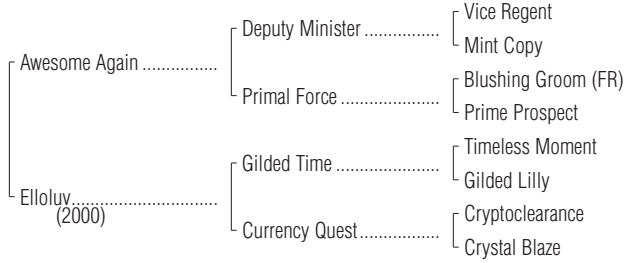 Vice Regent
Deputy Minister ................
Mint Copy
Awesome Again ...............
Blushing Groom (FR)
Primal Force ....................
Prime Prospect
Timeless Moment
Gilded Time .....................
Gilded Lilly
Elloluv.............................
(2000)
Cryptoclearance
Currency Quest................
Crystal Blaze